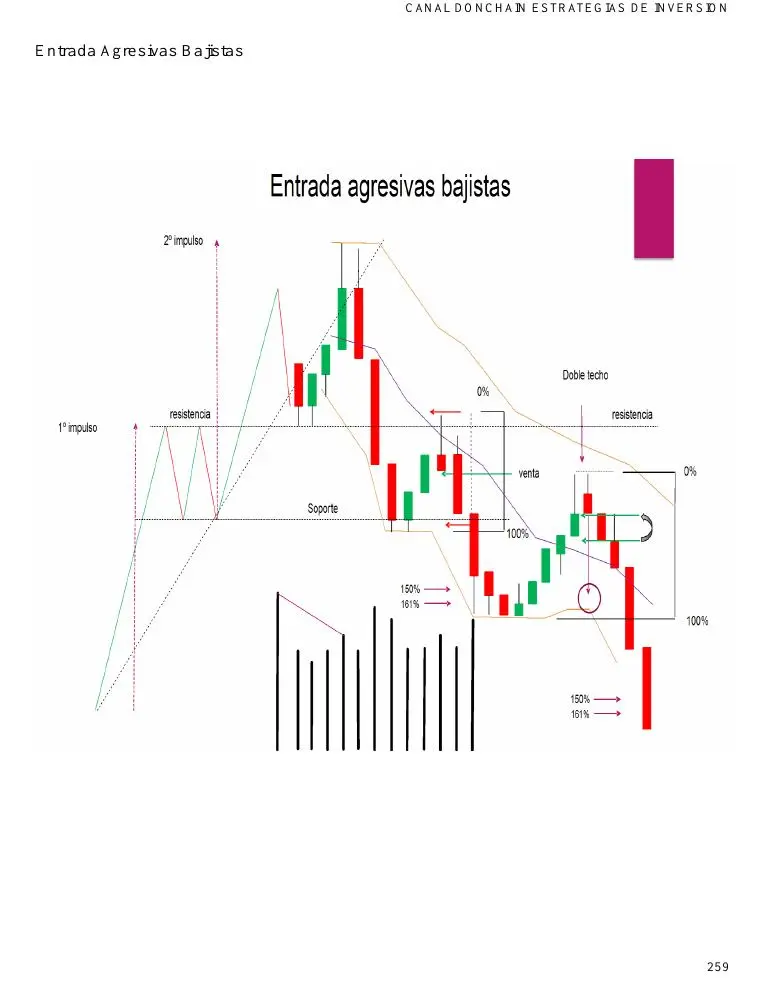 CANAL DONCHAIN ESTRATEGIAS DE INVERSION
Entrada Agresivas Bajistas
Entrada agresivas bajistas
2º impulso
Doble techo
0%
resistencia
resistencia
1º impulso
0%
venta
Soporte
100%
150%
161%
100%
150%
161%
259